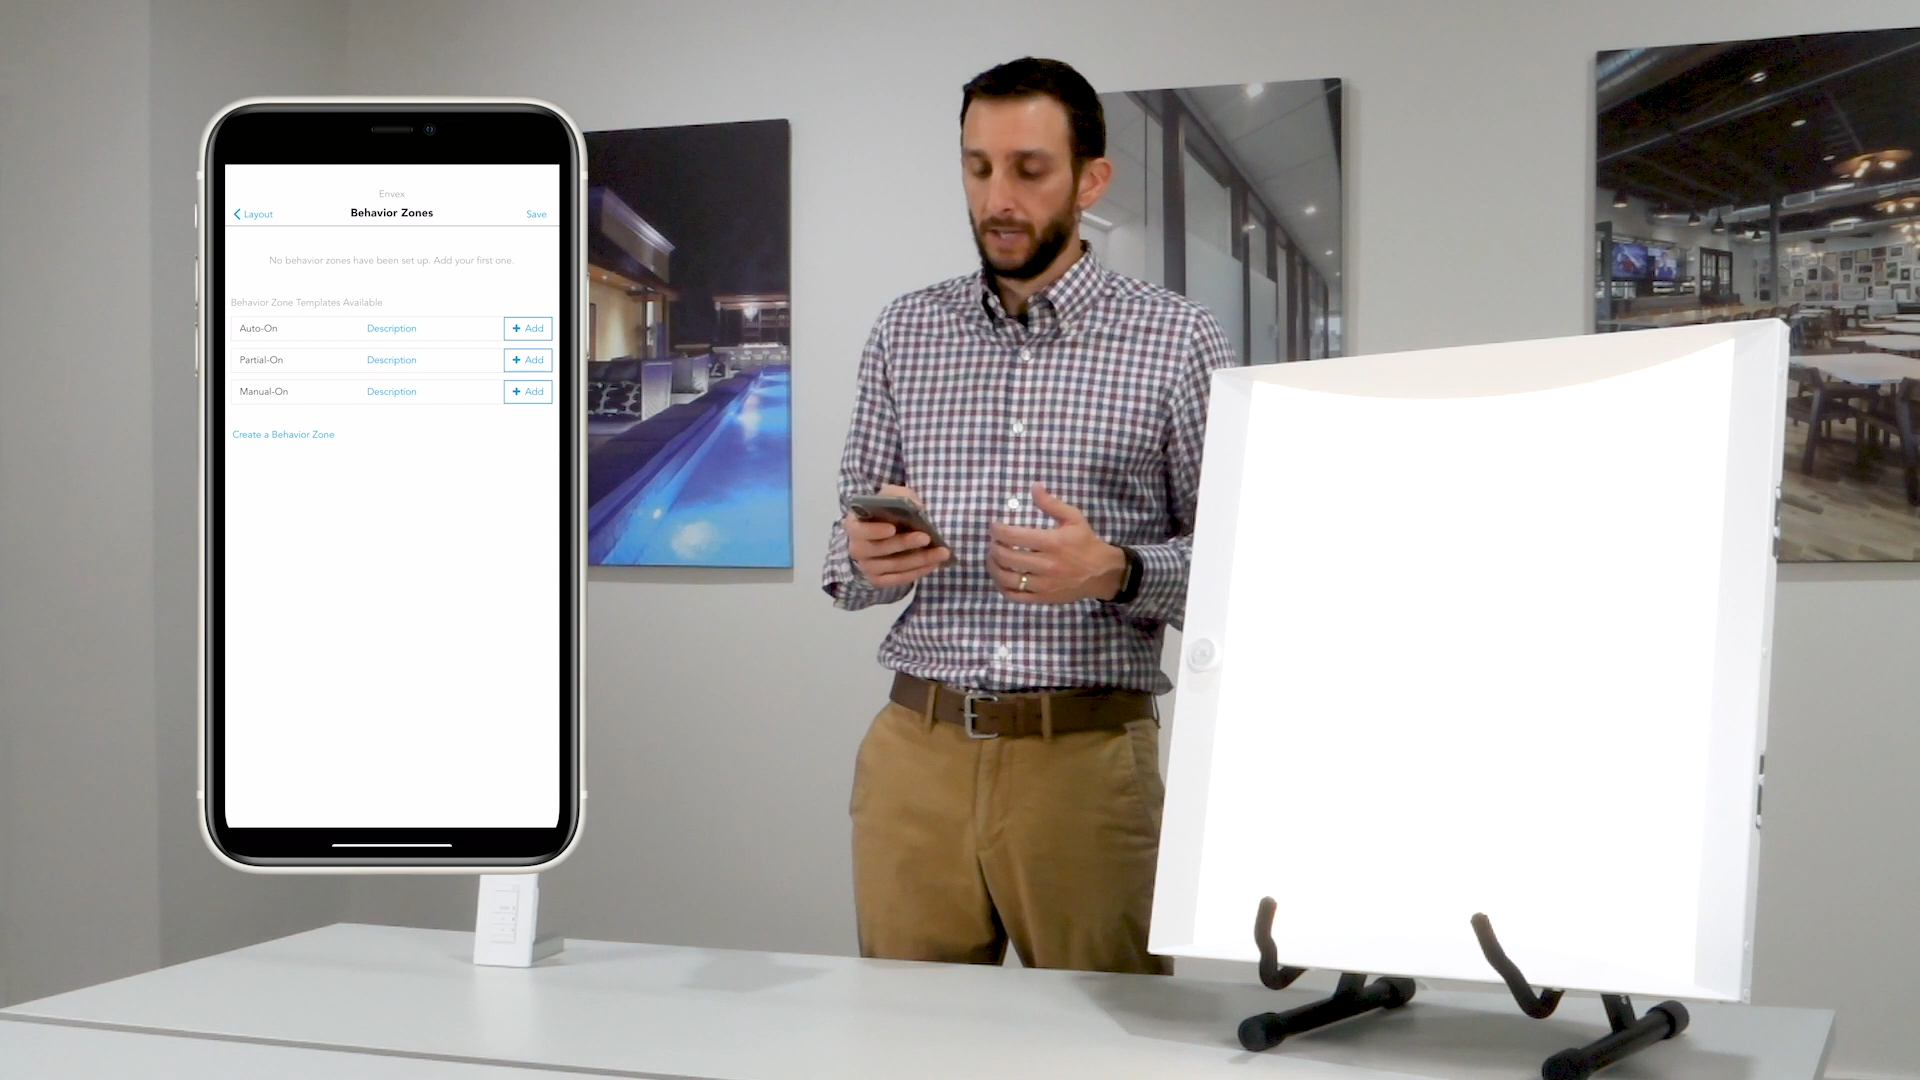 Envex
Layout Behavior Zones Save
No behavior zones have been set up. Add your first one.
Behavior Zone Templates Available
Auto-On Description + Add
Partial-On Description + Add
Manual-On Description + Add
Create a Behavior Zone